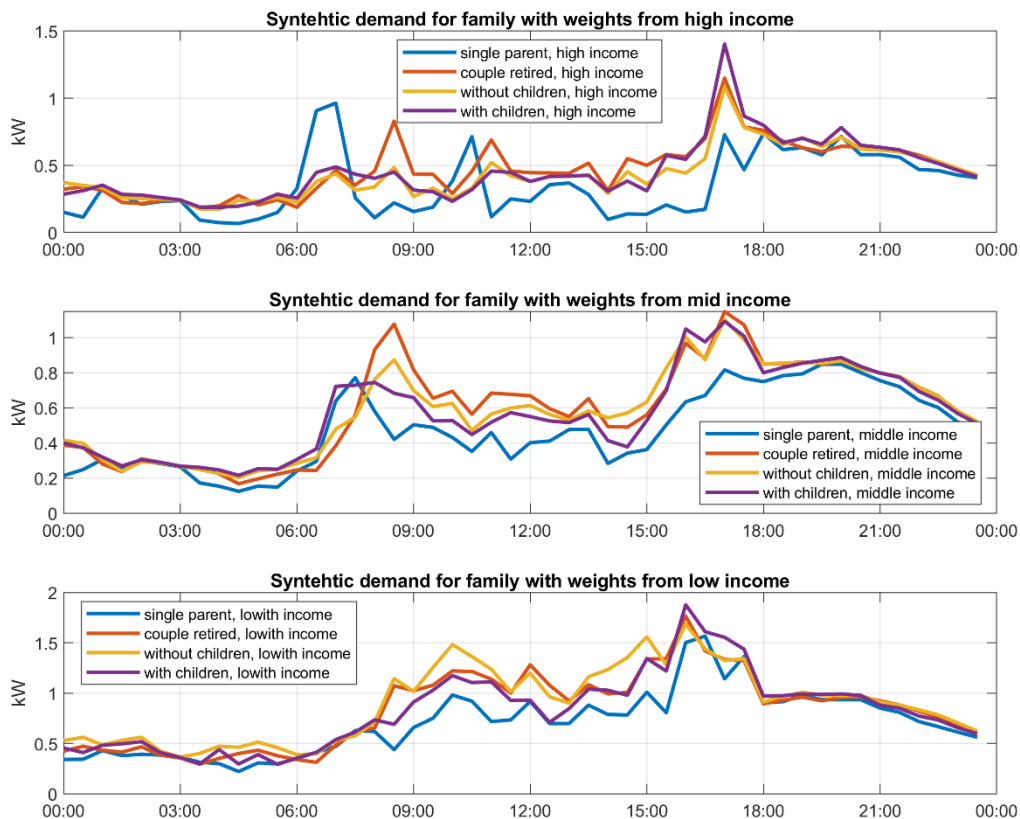 Syntehtic demand for family with weights from high income
1.5
1
0.5
0
kW
single parent, high income
couple retired, high income
without children, high income
with children, high income
00:00 03:00 06:00 09:00 12:00 15:00 18:00 21:00 00:00
Syntehtic demand for family with weights from mid income
1
0.8
0.6
0.4
0.2
0
kW
single parent, middle income
couple retired, middle income
without children, middle income
with children, middle income
00:00 03:00 06:00 09:00 12:00 15:00 18:00 21:00 00:00
Syntehtic demand for family with weights from low income
2
1.5
1
0.5
0
kW
single parent, lowith income
couple retired, lowith income
without children, lowith income
with children, lowith income
00:00 03:00 06:00 09:00 12:00 15:00 18:00 21:00 00:00